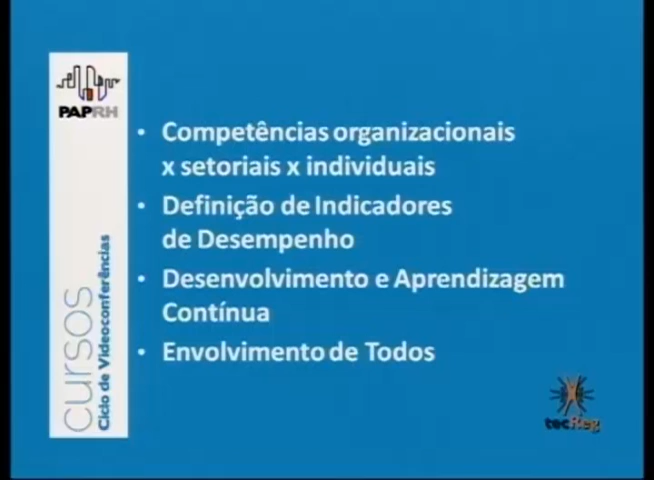 PAPRH
cursos
Ciclo de Videoconferências
• Competências organizacionais
x setoriais x individuais
• Definição de Indicadores
de Desempenho
• Desenvolvimento e Aprendizagem
Contínua
• Envolvimento de Todos
tecReg